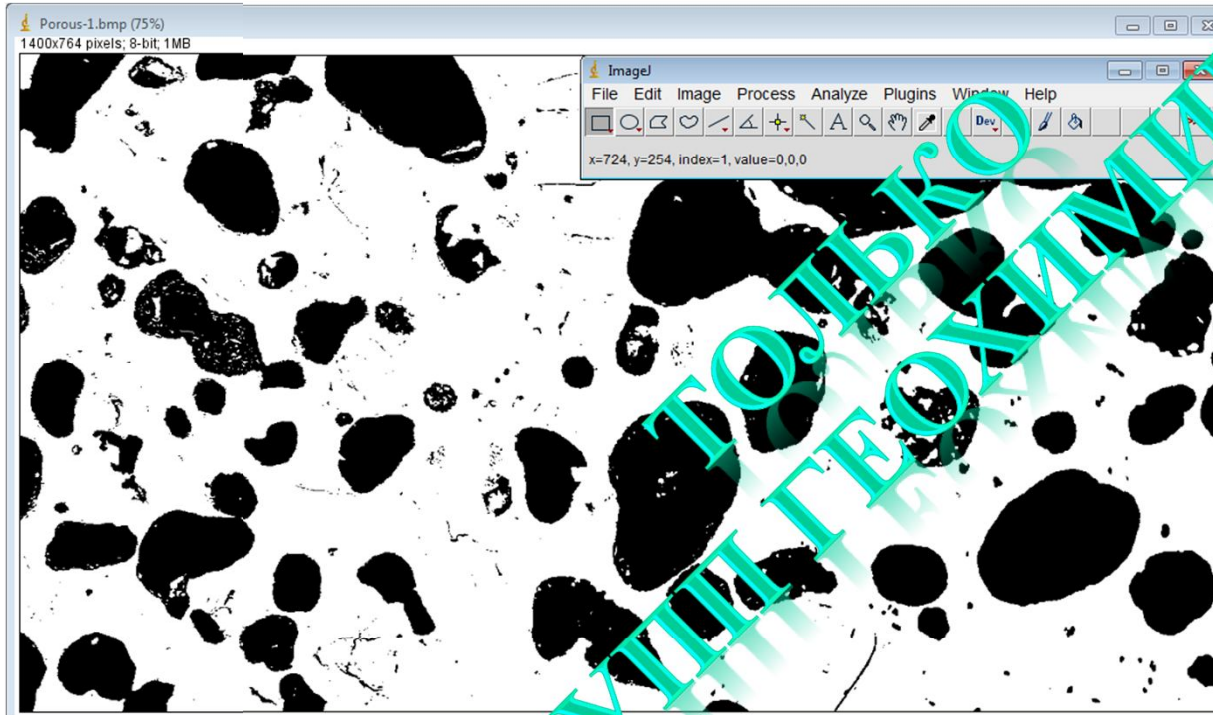 Porous-1.bmp (75%)
1400x764 pixels; 8-bit; 1MB
ImageJ
File Edit Image Process Analyze Plugins Window Help
Dev
x=724, y=254, index=1, value=0,0,0
ТОЛЬКО
ГЕОХИМИ